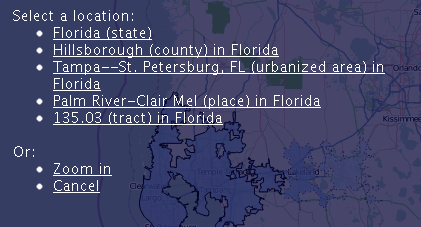 Select a location:
Florida (state)
Hillsborough (county) in Florida
Tampa--St. Petersburg, FL (urbanized area) in
Florida
Palm River-Clair Mel (place) in Florida
135.03 (tract) in Florida
Or:
Zoom in
Cancel
Kissimmee